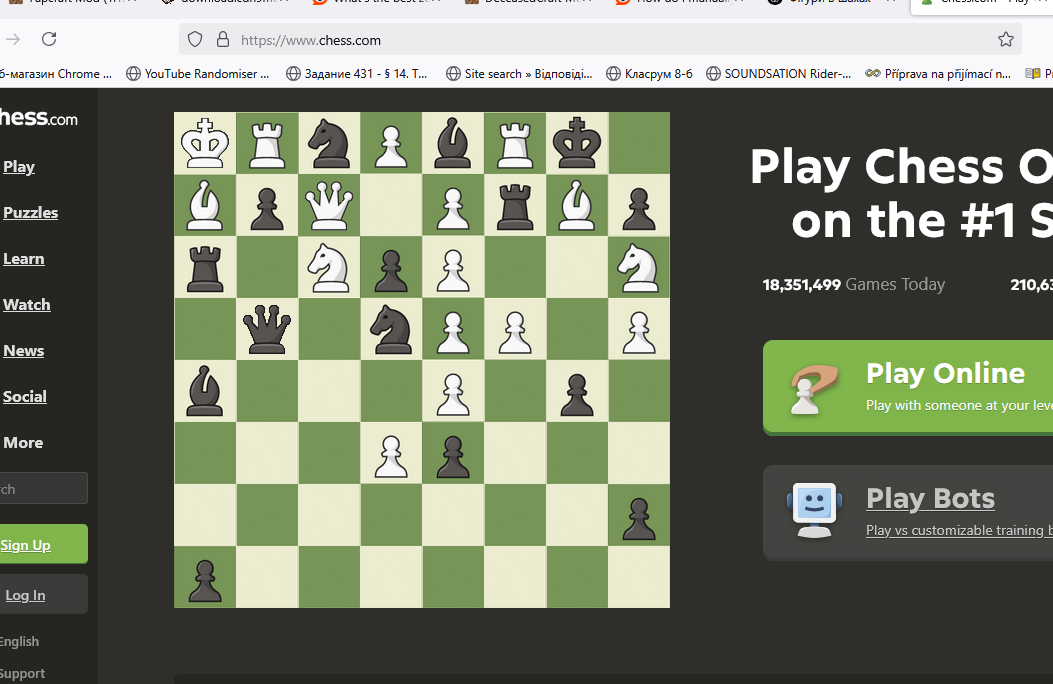 https://www.chess.com
б-магазин Chrome ...
YouTube Randomiser ...
Задание 431 - § 14. Т...
Site search » Відповіді...
Класрум 8-б
SOUNDSATION Rider-...
Příprava na přijímací n...
hess.com
Play
Puzzles
Learn
Watch
News
Social
More
rch
Sign Up
Log In
English
Support
Play Chess O
on the #1 S
18,351,499 Games Today
210,63
Play Online
Play with someone at your leve
Play Bots
Play vs customizable training b